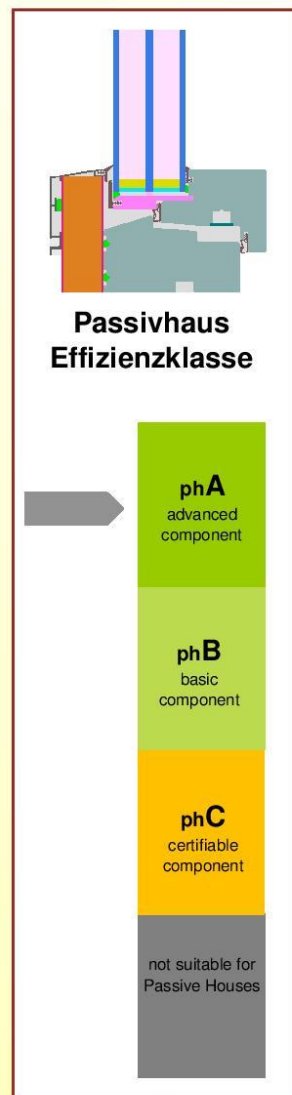 Passivhaus
Effizienzklasse
phA
advanced
component
phB
basic
component
phC
certifiable
component
not suitable for
Passive Houses